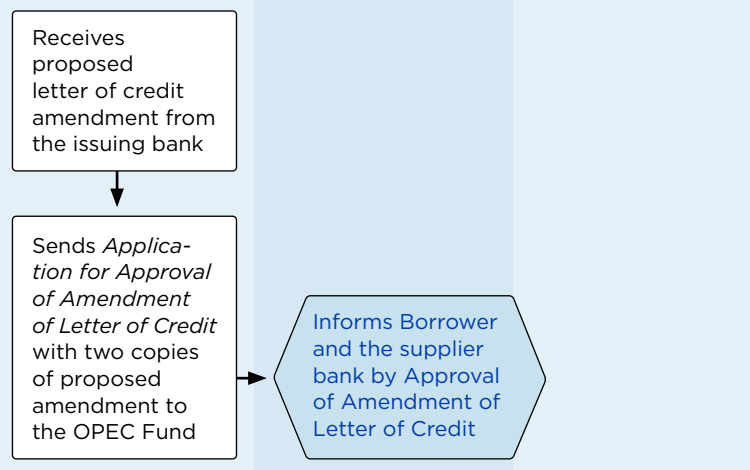 Receives
proposed
letter of credit
amendment from
the issuing bank
Sends Applica-
tion for Approval
of Amendment
of Letter of Credit
with two copies
of proposed
amendment to
the OPEC Fund
Informs Borrower
and the supplier
bank by Approval
of Amendment of
Letter of Credit